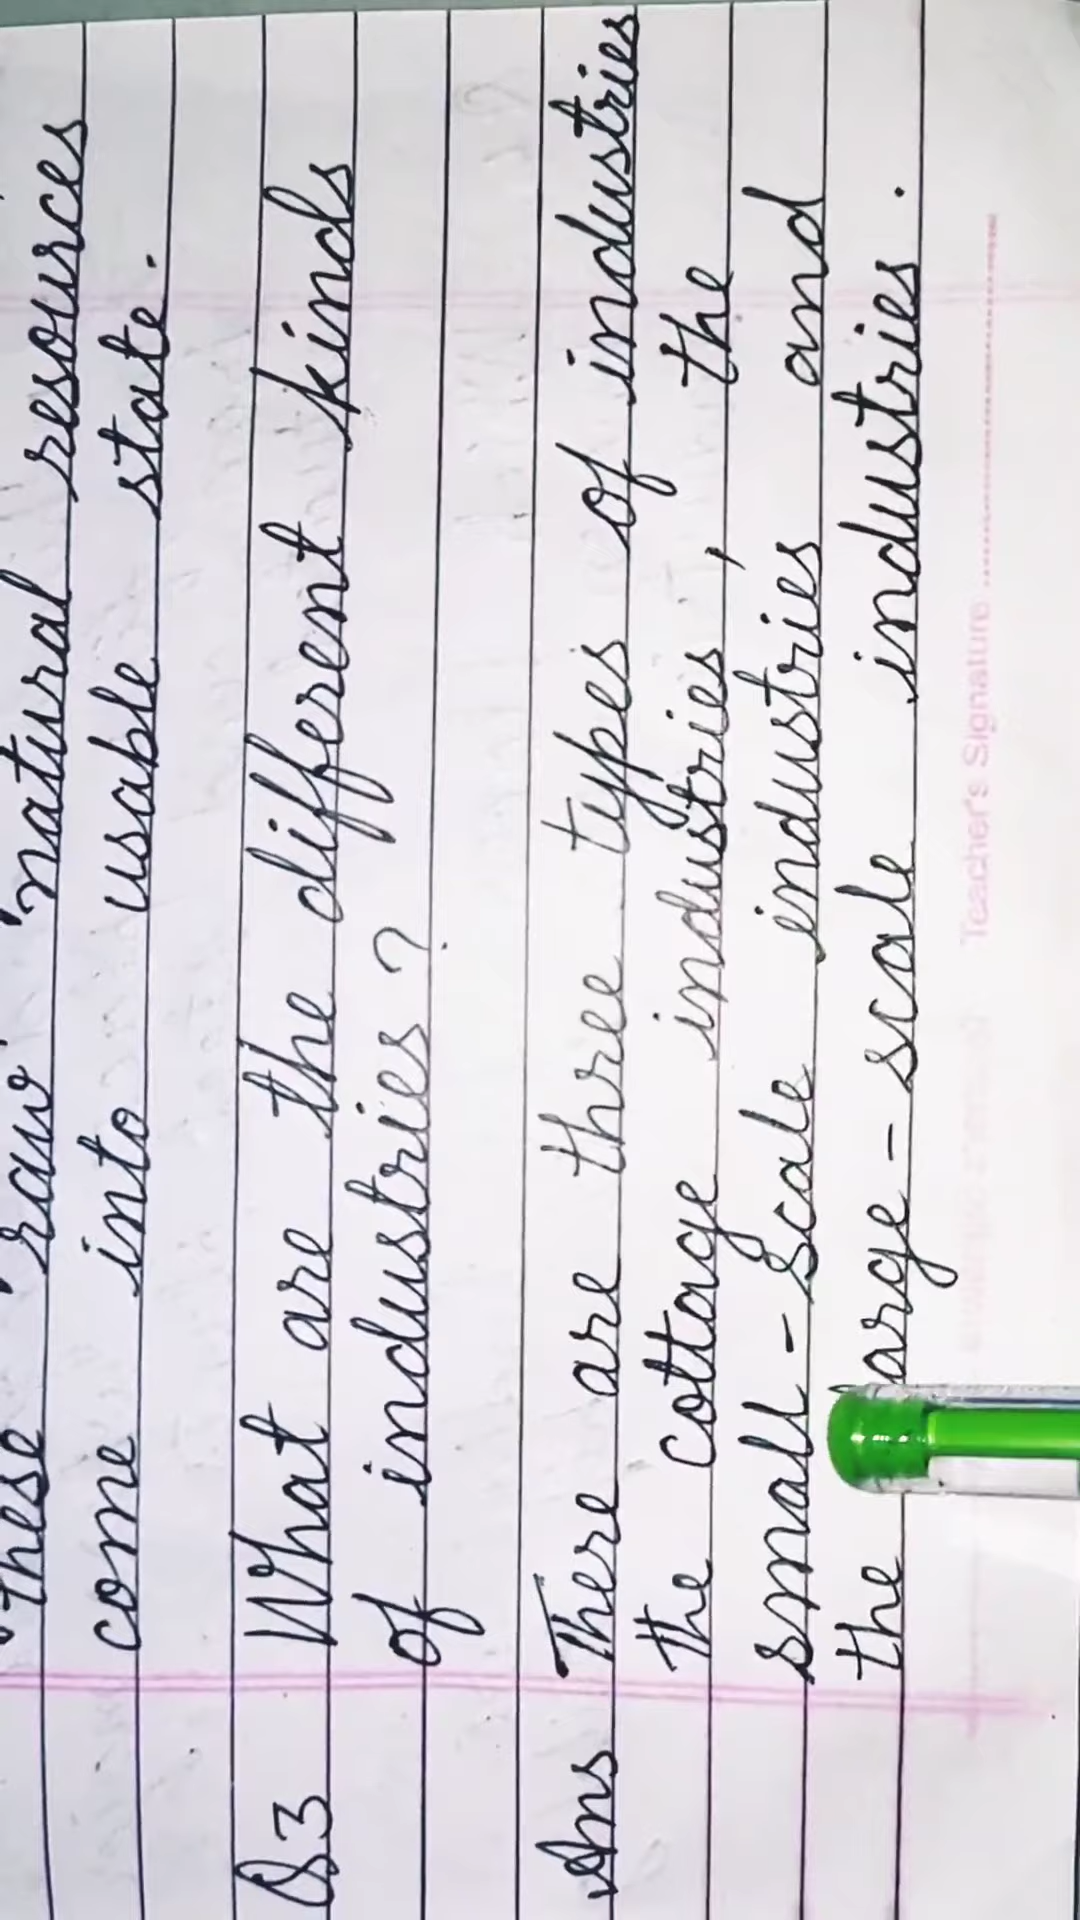 these 'raw' natural resources
come into usable state.
Q3 What are the different kinds
of industries?
Ans There are three types of industries
the cottage industries, the
small-scale industries and
the arge-scale industries.
Teacher's Signature